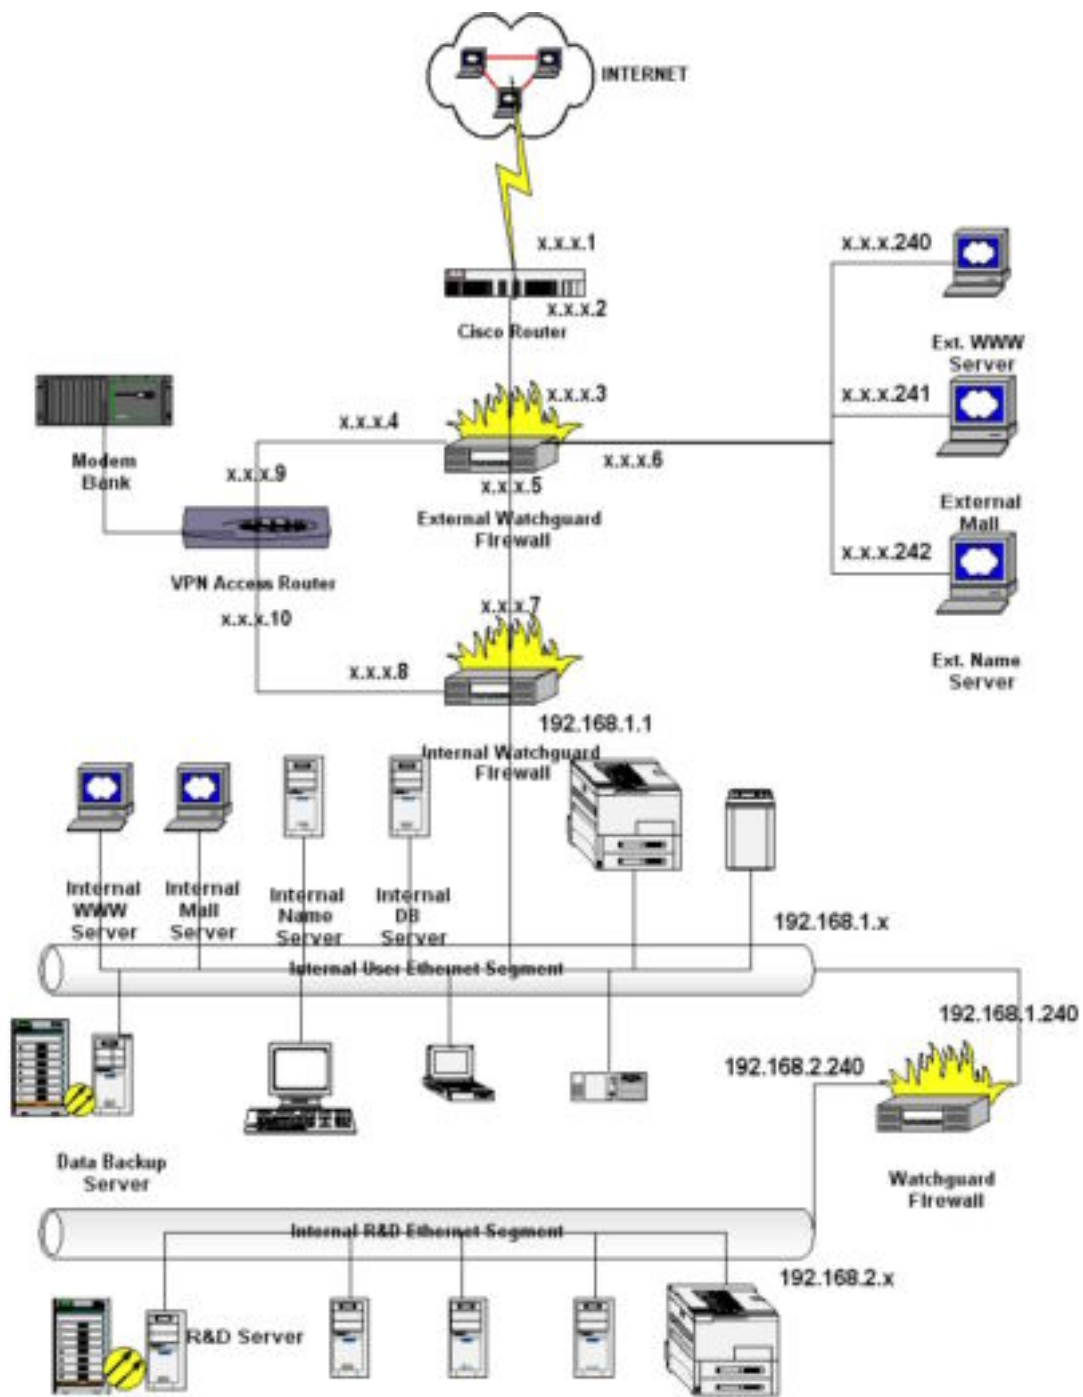 INTERNET
x.x.x.1
x.x.x.240
x.x.x.2
Cisco Router
Ext. WWW
Server
x.x.x.3
x.x.x.241
x.x.x.4
x.x.x.6
Modem
Bank
x.x.x.9
x.x.x.5
External Watchguard
Firewall
External
Mail
x.x.x.242
VPN Access Router
x.x.x.10
x.x.x.7
x.x.x.8
Ext. Name
Server
192.168.1.1
Internal Watchguard
Firewall
Internal
WWW
Server
Internal
Mail
Server
Internal
Name
Server
Internal
DB
Server
192.168.1.x
Internal User Ethernet Segment
192.168.1.240
192.168.2.240
Data Backup
Server
Watchguard
Firewall
Internal R&D Ethernet Segment
192.168.2.x
R&D Server